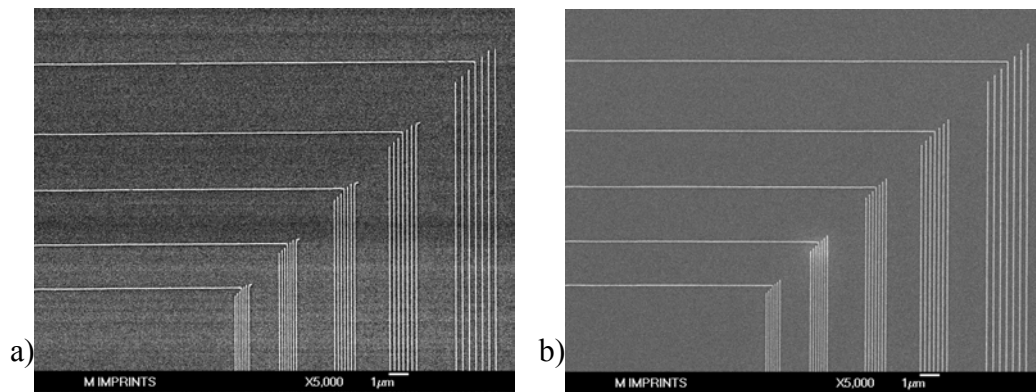 a)
M IMPRINTS X5,000 1μm
b)
M IMPRINTS X5,000 1μm